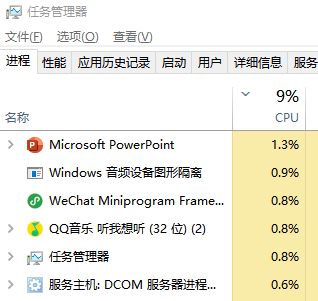 任务管理器
文件(F) 选项(O) 查看(V)
进程 性能 应用历史记录 启动 用户 详细信息 服务
9%
名称 CPU
Microsoft PowerPoint 1.3%
Windows 音频设备图形隔离 0.9%
WeChat Miniprogram Frame... 0.8%
QQ音乐 听我想听 (32 位) (2) 0.8%
任务管理器 0.8%
服务主机: DCOM 服务器进程... 0.6%